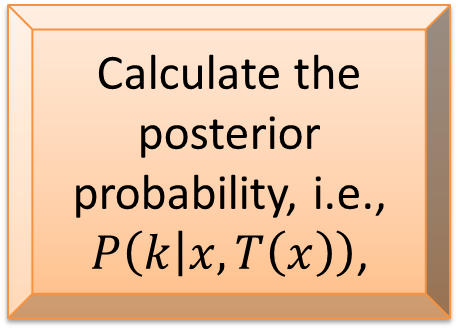 Calculate the
posterior
probability, i.e.,
𝑃(𝑘|𝑥, 𝑇(𝑥)),